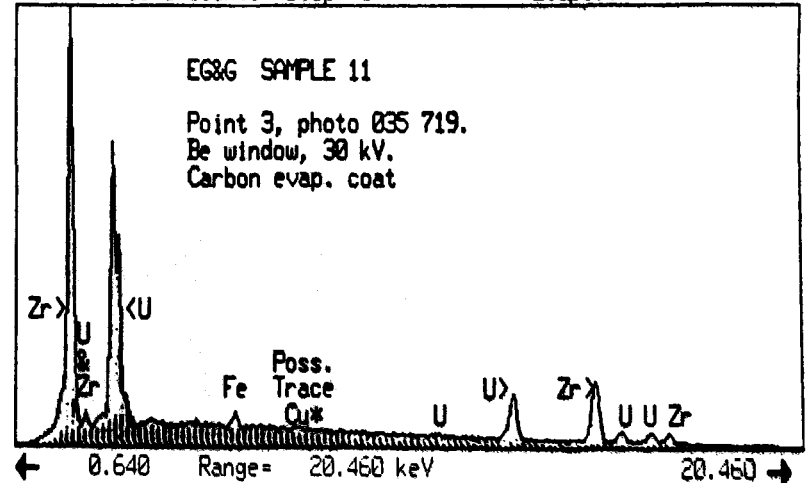 EG&G SAMPLE 11
Point 3, photo 035 719.
Be window, 30 kV.
Carbon evap. coat
Zr>
<U
U
&
Zr
Fe
Poss.
Trace
Cu*
U
U>
Zr>
U U Zr
← 0.640 Range= 20.460 keV 20.460 →